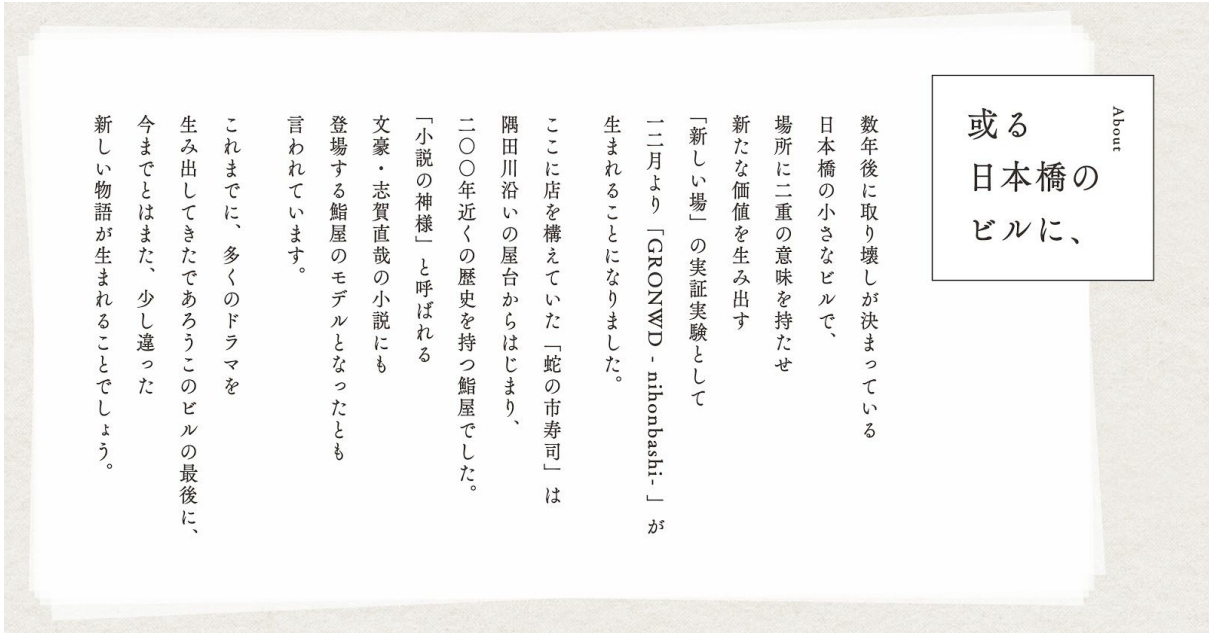 About
或る
日本橋の
ビルに、
数年後に取り壊しが決まっている
日本橋の小さなビルで、
場所に二重の意味を持たせ
新たな価値を生み出す
「新しい場」の実証実験として
一二月より「GRONWD - nihonbashi- 」が
生まれることになりました。
ここに店を構えていた「蛇の市寿司」は
隅田川沿いの屋台からはじまり、
二〇〇年近くの歴史を持つ鮨屋でした。
「小説の神様」と呼ばれる
文豪・志賀直哉の小説にも
登場する鮨屋のモデルとなったとも
言われています。
これまでに、多くのドラマを
生み出してきたであろうこのビルの最後に、
今までとはまた、少し違った
新しい物語が生まれることでしょう。